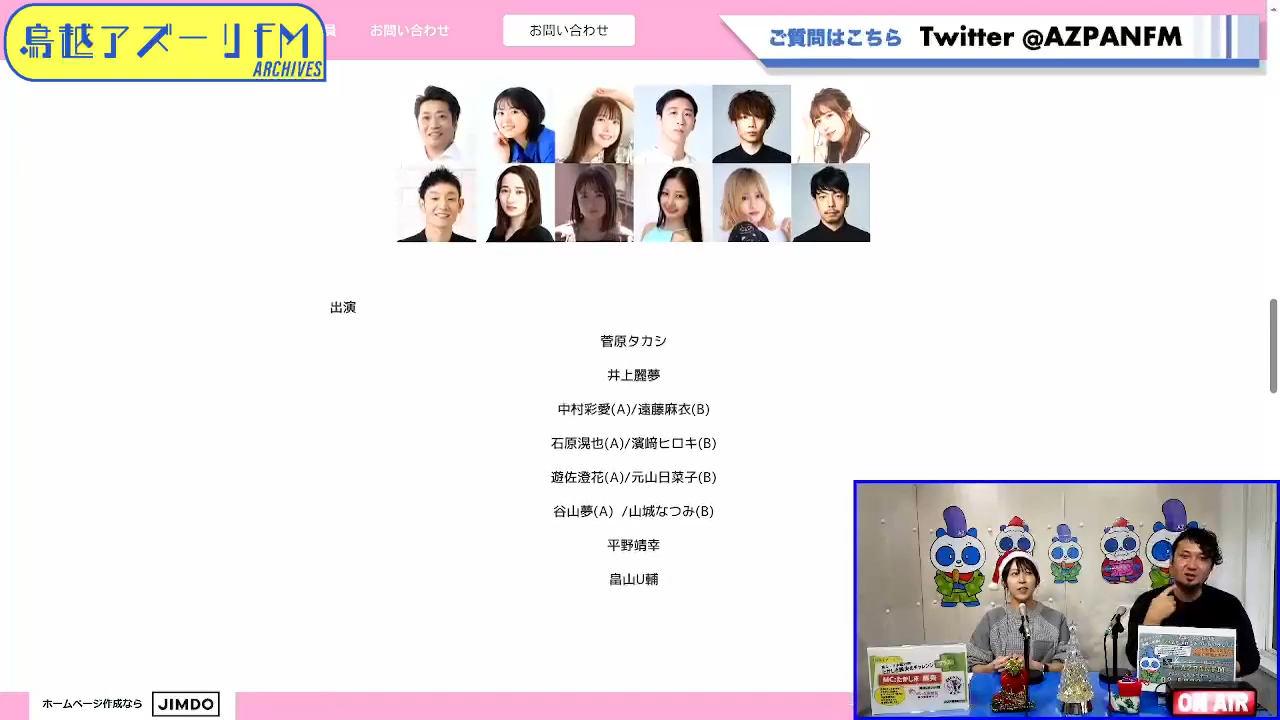 鳥越アズーリFM
ARCHIVES
員
お問い合わせ
お問い合わせ
ご質問はこちら Twitter @AZPANFM
出演
菅原タカシ
井上麗夢
中村彩愛(A)/遠藤麻衣(B)
石原滉也(A)/濱﨑ヒロキ(B)
遊佐澄花(A)/元山日菜子(B)
谷山夢(A) /山城なつみ(B)
平野靖幸
畠山U輔
ON AIR
ホームページ作成なら JIMDO